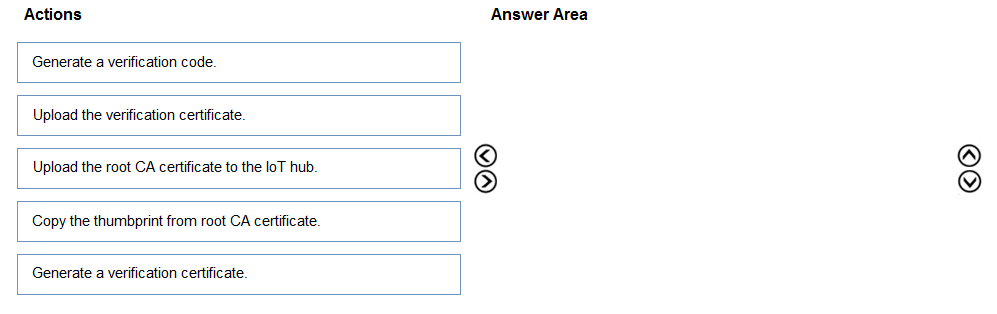 Actions
Answer Area
Generate a verification code.
Upload the verification certificate.
Upload the root CA certificate to the IoT hub.
Copy the thumbprint from root CA certificate.
Generate a verification certificate.